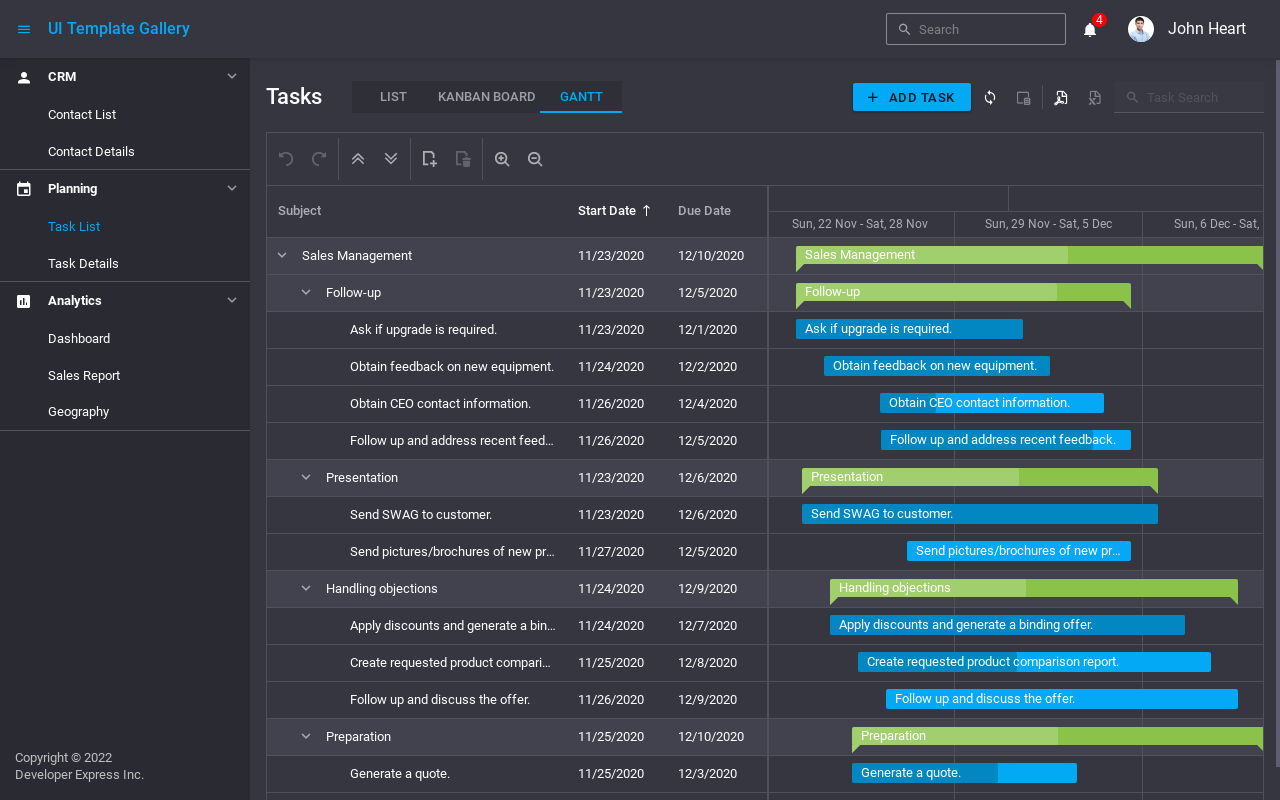 UI Template Gallery
Search
4
John Heart
CRM
Contact List
Contact Details
Planning
Task List
Task Details
Analytics
Dashboard
Sales Report
Geography
Copyright © 2022
Developer Express Inc.
Tasks
LIST
KANBAN BOARD
GANTT
ADD TASK
Task Search
Subject
Start Date
Due Date
Sun, 22 Nov - Sat, 28 Nov
Sun, 29 Nov - Sat, 5 Dec
Sun, 6 Dec - Sat,
Sales Management 11/23/2020 12/10/2020 Sales Management
Follow-up 11/23/2020 12/5/2020 Follow-up
Ask if upgrade is required. 11/23/2020 12/1/2020 Ask if upgrade is required.
Obtain feedback on new equipment. 11/24/2020 12/2/2020 Obtain feedback on new equipment.
Obtain CEO contact information. 11/26/2020 12/4/2020 Obtain CEO contact information.
Follow up and address recent feed... 11/26/2020 12/5/2020 Follow up and address recent feedback.
Presentation 11/23/2020 12/6/2020 Presentation
Send SWAG to customer. 11/23/2020 12/6/2020 Send SWAG to customer.
Send pictures/brochures of new pr... 11/27/2020 12/5/2020 Send pictures/brochures of new pr...
Handling objections 11/24/2020 12/9/2020 Handling objections
Apply discounts and generate a bin... 11/24/2020 12/7/2020 Apply discounts and generate a binding offer.
Create requested product compari... 11/25/2020 12/8/2020 Create requested product comparison report.
Follow up and discuss the offer. 11/26/2020 12/9/2020 Follow up and discuss the offer.
Preparation 11/25/2020 12/10/2020 Preparation
Generate a quote. 11/25/2020 12/3/2020 Generate a quote.